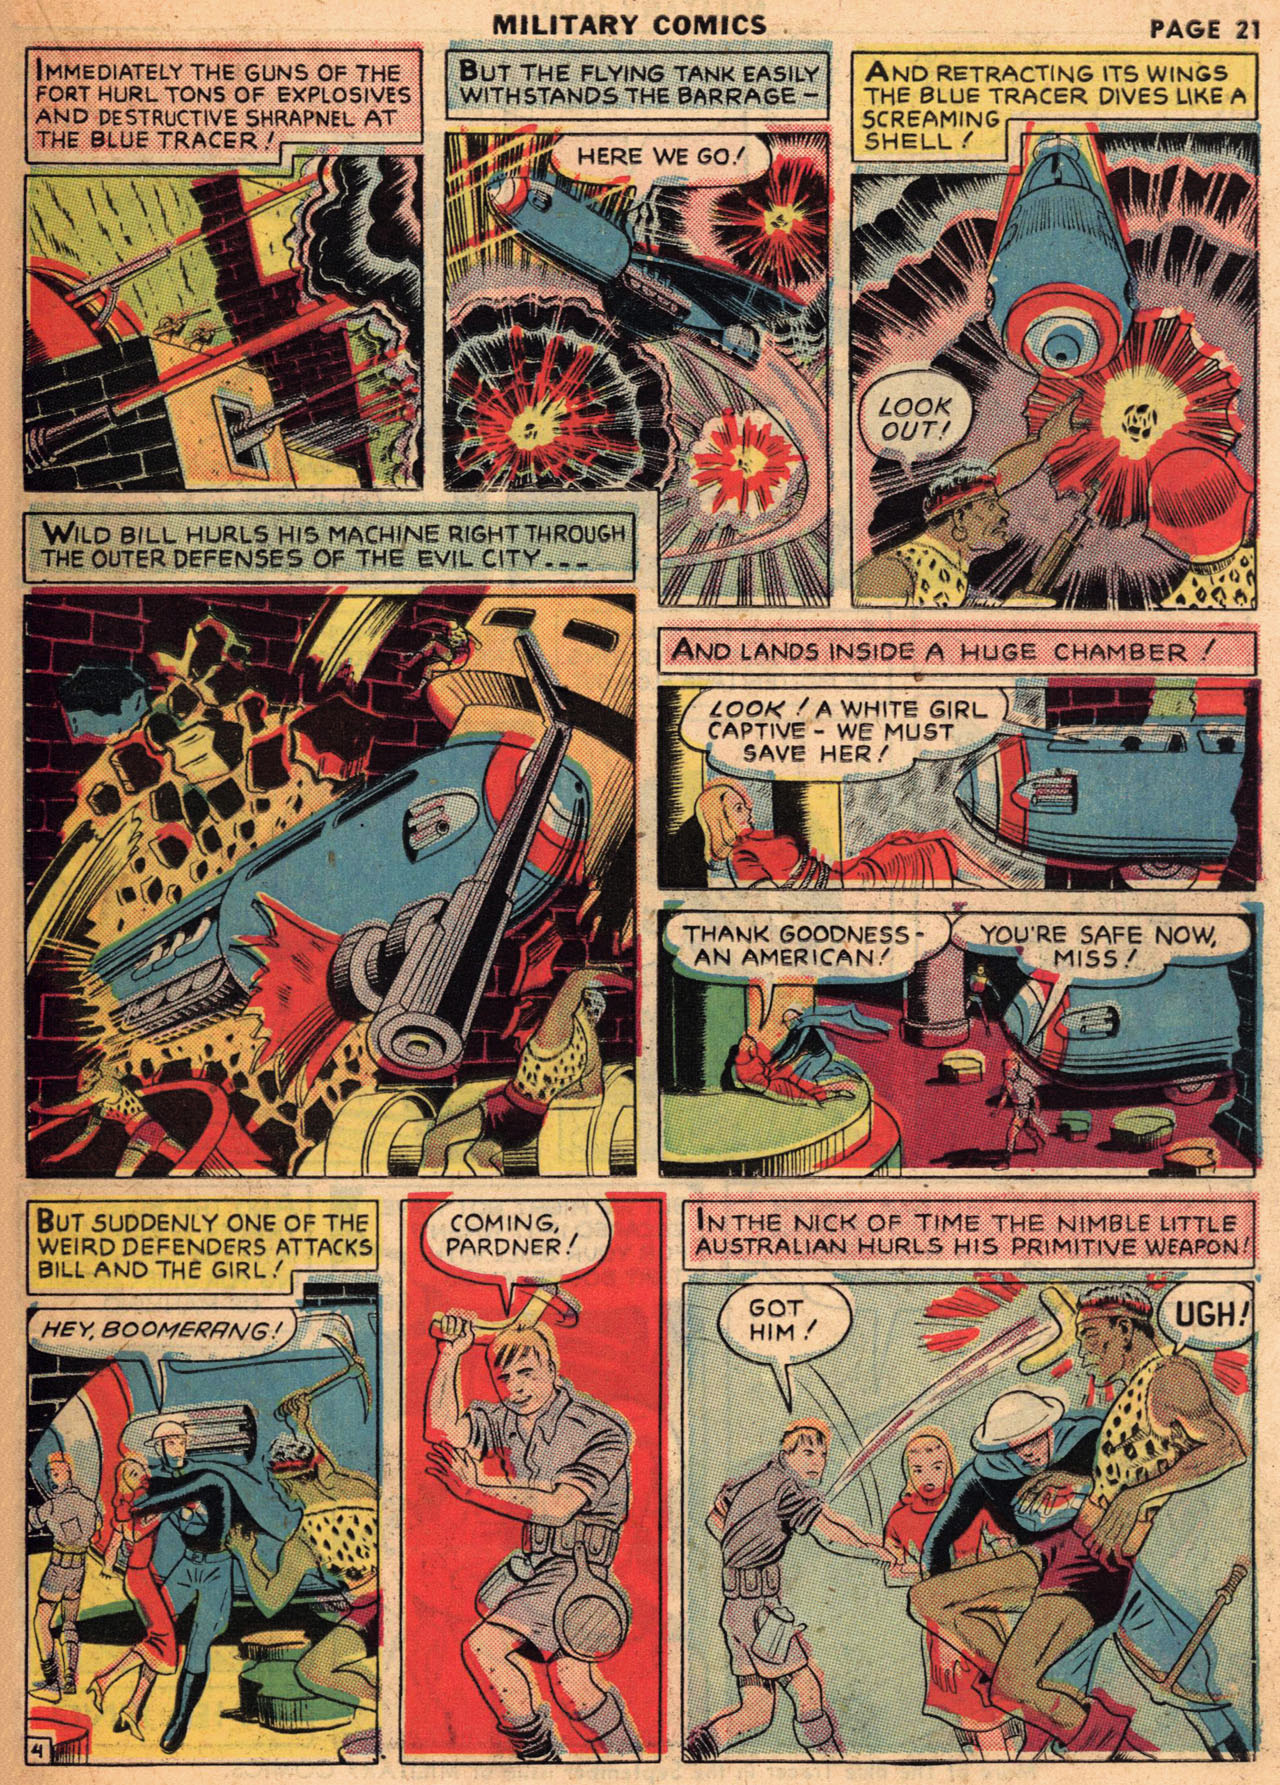 MILITARY COMICS
PAGE 21
IMMEDIATELY THE GUNS OF THE
FORT HURL TONS OF EXPLOSIVES
AND DESTRUCTIVE SHRAPNEL AT
THE BLUE TRACER!
BUT THE FLYING TANK EASILY
WITHSTANDS THE BARRAGE –
HERE WE GO!
AND RETRACTING ITS WINGS
THE BLUE TRACER DIVES LIKE A
SCREAMING
SHELL!
LOOK
OUT!
WILD BILL HURLS HIS MACHINE RIGHT THROUGH
THE OUTER DEFENSES OF THE EVIL CITY...
AND LANDS INSIDE A HUGE CHAMBER!
LOOK! A WHITE GIRL
CAPTIVE – WE MUST
SAVE HER!
THANK GOODNESS –
AN AMERICAN!
YOU'RE SAFE NOW,
MISS!
BUT SUDDENLY ONE OF THE
WEIRD DEFENDERS ATTACKS
BILL AND THE GIRL!
HEY, BOOMERANG!
COMING,
PARDNER!
IN THE NICK OF TIME THE NIMBLE LITTLE
AUSTRALIAN HURLS HIS PRIMITIVE WEAPON!
GOT
HIM!
UGH!
4